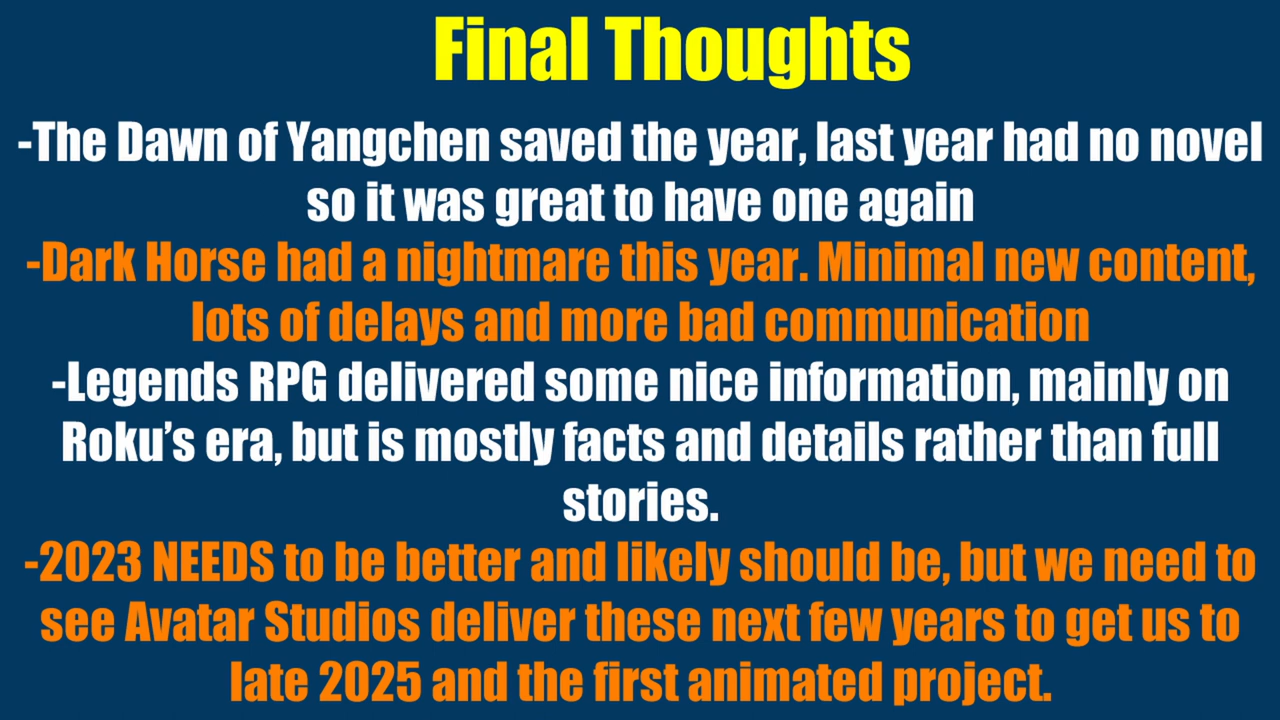 Final Thoughts
-The Dawn of Yangchen saved the year, last year had no novel
so it was great to have one again
-Dark Horse had a nightmare this year. Minimal new content,
lots of delays and more bad communication
-Legends RPG delivered some nice information, mainly on
Roku’s era, but is mostly facts and details rather than full
stories.
-2023 NEEDS to be better and likely should be, but we need to
see Avatar Studios deliver these next few years to get us to
late 2025 and the first animated project.